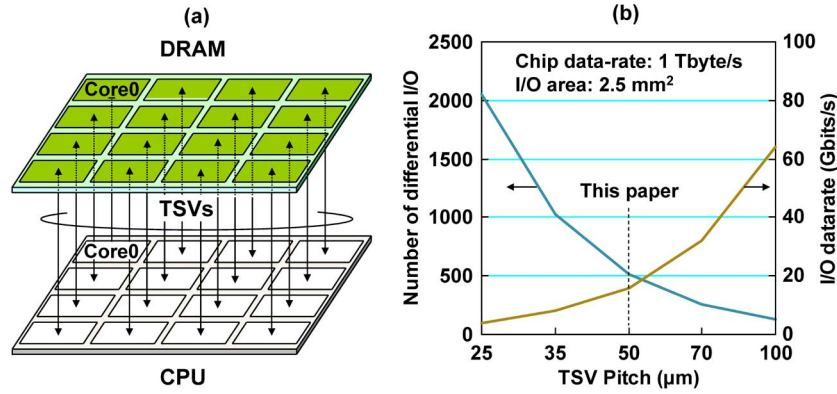 (a)
DRAM
Core0
TSVs
Core0
CPU
(b)
Number of differential I/O
2500
2000
1500
1000
500
0
Chip data-rate: 1 Tbyte/s
I/O area: 2.5 mm²
This paper
100
80
60
40
20
0
I/O datarate (Gbits/s)
25 35 50 70 100
TSV Pitch (µm)